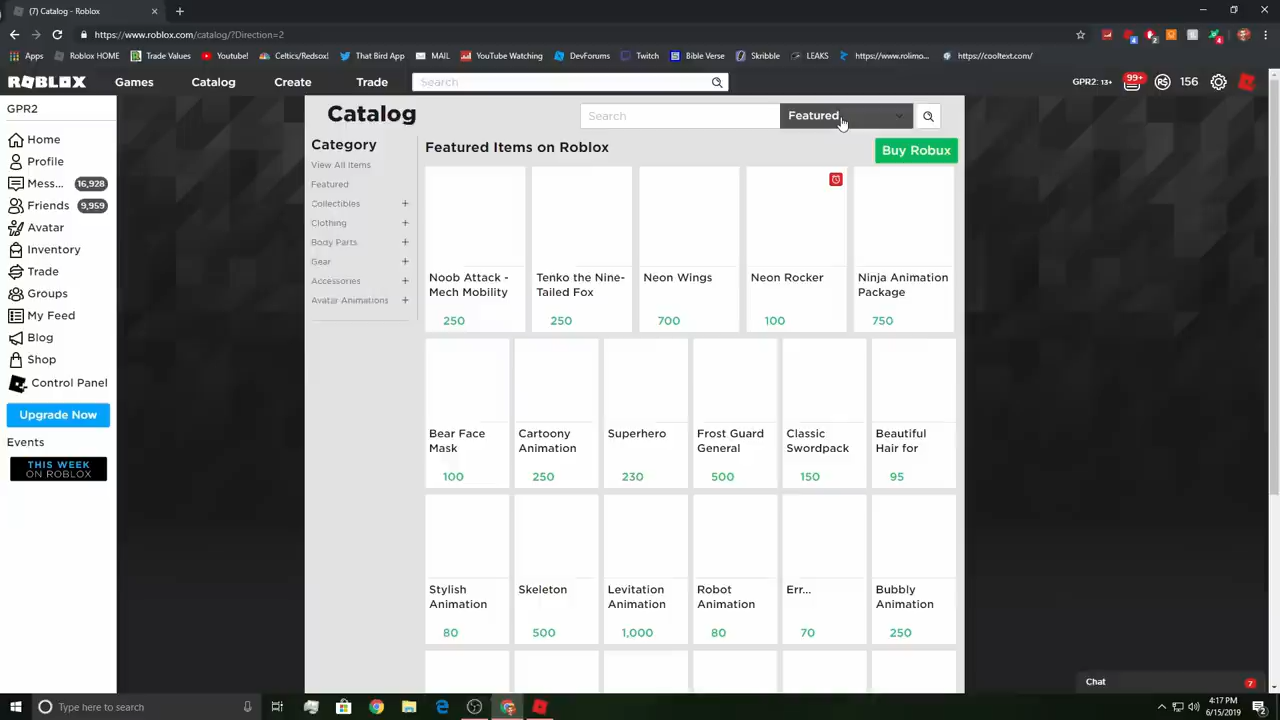 (7) Catalog - Roblox
https://www.roblox.com/catalog/?Direction=2
Apps Roblox HOME Trade Values YouTube Celtics/Redsox! That Bird App MAIL YouTube Watching DevForums Twitch Bible Verse Skribble LEAKS https://www.rolimo... https://cooltext.com/
ROBLOX Games Catalog Create Trade Search GPR2: 13+ 99+ 156
GPR2
Home
Profile
Mess... 16,928
Friends 9,959
Avatar
Inventory
Trade
Groups
My Feed
Blog
Shop
Control Panel
Upgrade Now
Events
THIS WEEK
ON ROBLOX
Catalog
Search Featured
Category
View All Items
Featured
Collectibles +
Clothing +
Body Parts +
Gear +
Accessories +
Avatar Animations +
Featured Items on Roblox
Buy Robux
Noob Attack -
Mech Mobility
250
Tenko the Nine-
Tailed Fox
250
Neon Wings
700
Neon Rocker
100
Ninja Animation
Package
750
Bear Face
Mask
100
Cartoony
Animation
250
Superhero
230
Frost Guard
General
500
Classic
Swordpack
150
Beautiful
Hair for
95
Stylish
Animation
80
Skeleton
500
Levitation
Animation
1,000
Robot
Animation
80
Err...
70
Bubbly
Animation
250
Chat 7
Type here to search
4:17 PM
6/15/2019